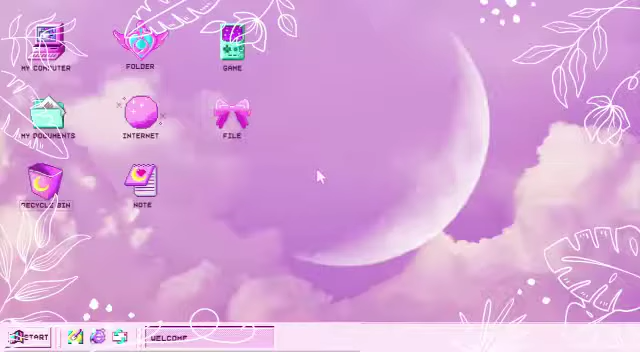 MY COMPUTER
FOLDER
GAME
MY DOCUMENTS
INTERNET
FILE
RECYCLE BIN
NOTE
START
WELCOME